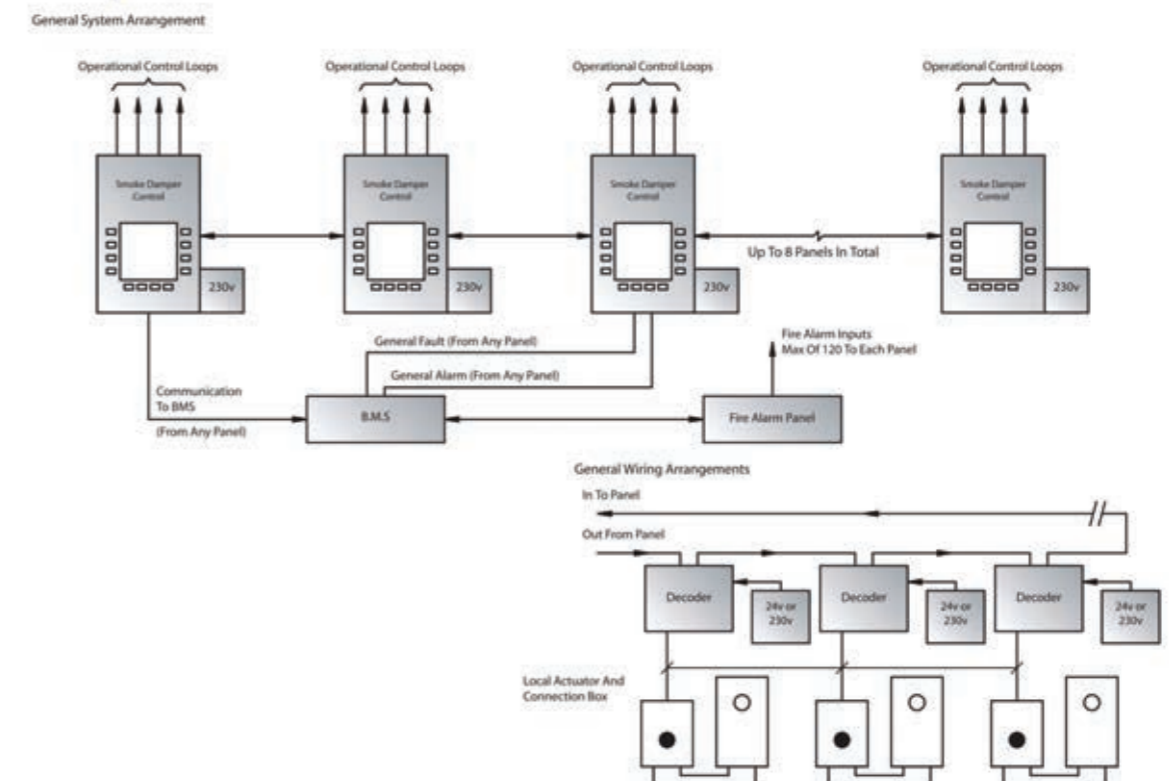 General System Arrangement
Operational Control Loops
Operational Control Loops
Operational Control Loops
Operational Control Loops
Smoke Damper
Control
Smoke Damper
Control
Smoke Damper
Control
Smoke Damper
Control
Up To 8 Panels In Total
230v
230v
230v
230v
General Fault (From Any Panel)
General Alarm (From Any Panel)
Fire Alarm Inputs
Max Of 120 To Each Panel
Communication
To BMS
(From Any Panel)
B.M.S
Fire Alarm Panel
General Wiring Arrangements
In To Panel
Out From Panel
Decoder
24v or
230v
Decoder
24v or
230v
Decoder
24v or
230v
Local Actuator And
Connection Box